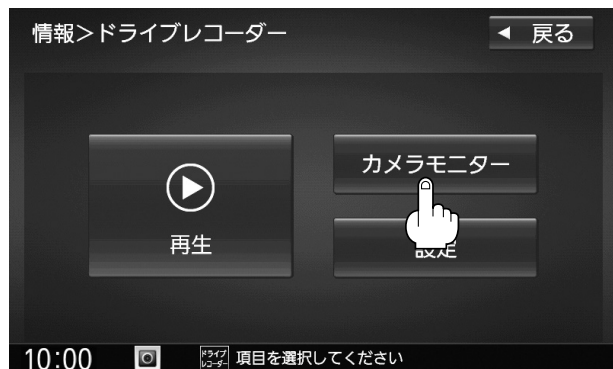 情報>ドライブレコーダー
◀ 戻る
カメラモニター
再生
設定
10:00
ドライブ
レコーダー
項目を選択してください